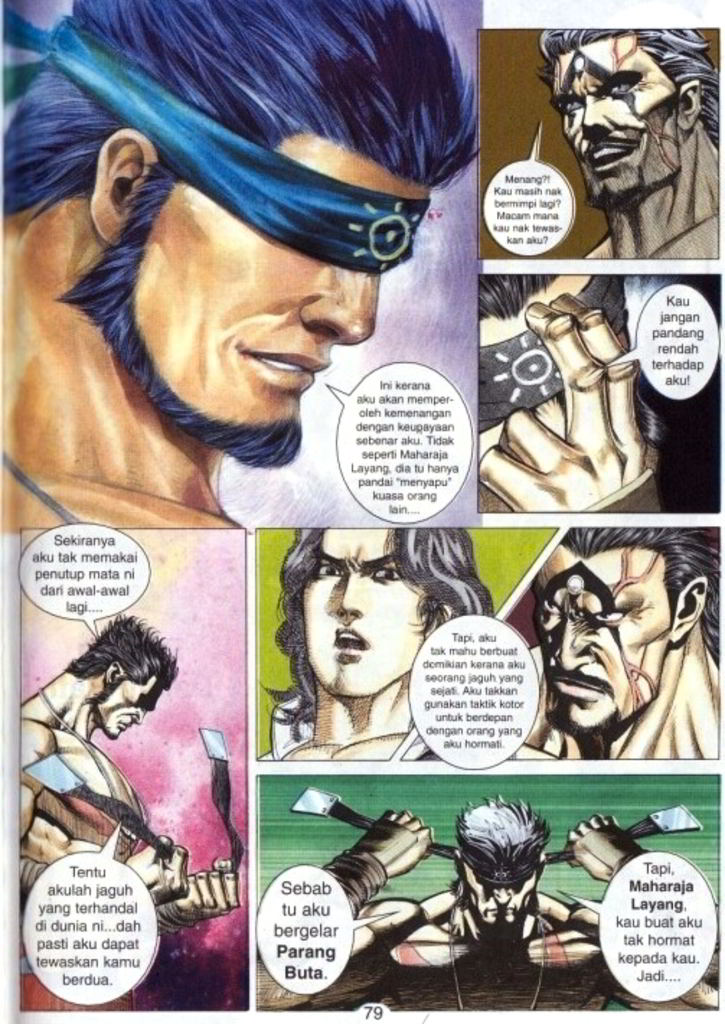 Ini kerana
aku akan memper-
oleh kemenangan
dengan keupayaan
sebenar aku. Tidak
seperti Maharaja
Layang, dia tu hanya
pandai "menyapu"
kuasa orang
lain....
Menang?!
Kau masih nak
bermimpi lagi?
Macam mana
kau nak tewas-
kan aku?
Kau
jangan
pandang
rendah
terhadap
aku!
Sekiranya
aku tak memakai
penutup mata ni
dari awal-awal
lagi....
Tentu
akulah jaguh
yang terhandal
di dunia ni...dah
pasti aku dapat
tewaskan kamu
berdua.
Tapi, aku
tak mahu berbuat
demikian kerana aku
seorang jaguh yang
sejati. Aku takkan
gunakan taktik kotor
untuk berdepan
dengan orang yang
aku hormati.
Sebab
tu aku
bergelar
Parang
Buta.
Tapi,
Maharaja
Layang,
kau buat aku
tak hormat
kepada kau.
Jadi....
79